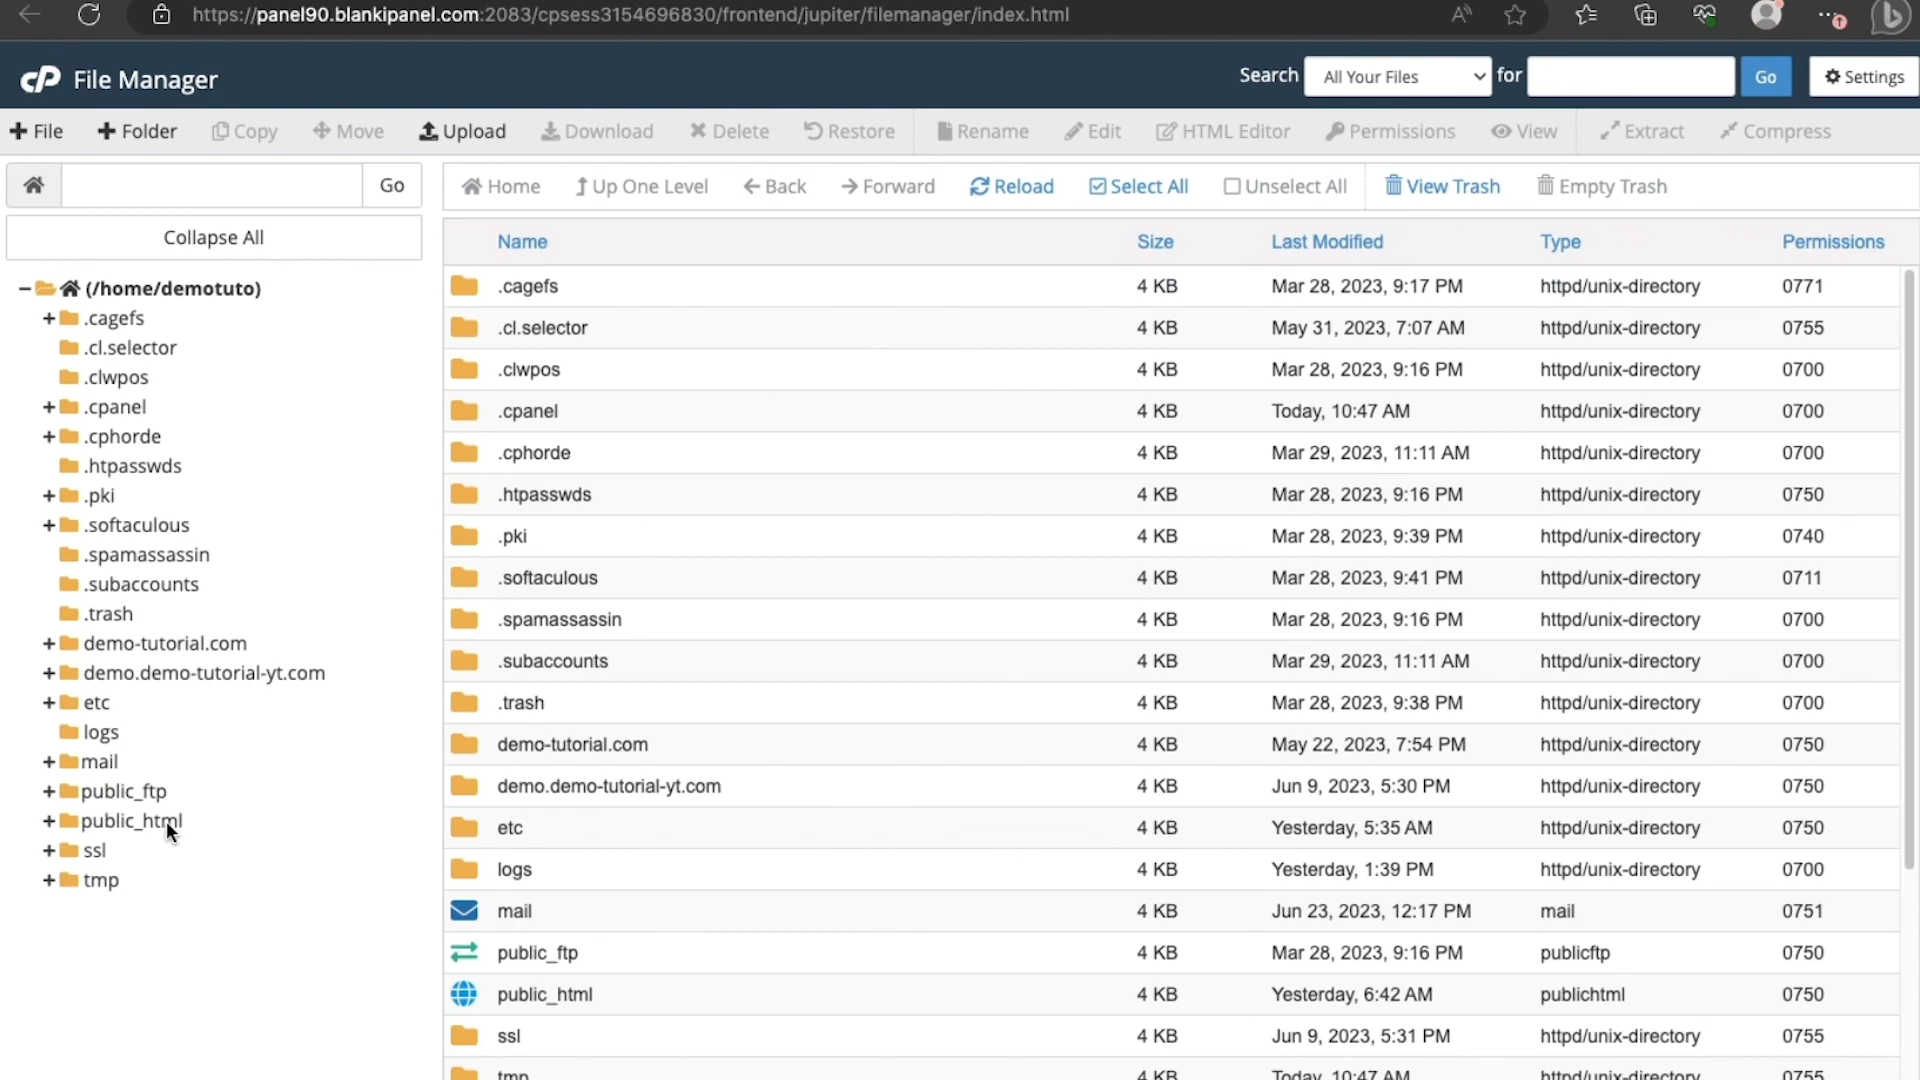 https://panel90.blankipanel.com:2083/cpsess3154696830/frontend/jupiter/filemanager/index.html
cP File Manager
Search All Your Files for Go Settings
File Folder Copy Move Upload Download Delete Restore Rename Edit HTML Editor Permissions View Extract Compress
Go
Home Up One Level Back Forward Reload Select All Unselect All View Trash Empty Trash
Collapse All
(/home/demotuto)
.cagefs
.cl.selector
.clwpos
.cpanel
.cphorde
.htpasswds
.pki
.softaculous
.spamassassin
.subaccounts
.trash
demo-tutorial.com
demo.demo-tutorial-yt.com
etc
logs
mail
public_ftp
public_html
ssl
tmp
Name Size Last Modified Type Permissions
.cagefs 4 KB Mar 28, 2023, 9:17 PM httpd/unix-directory 0771
.cl.selector 4 KB May 31, 2023, 7:07 AM httpd/unix-directory 0755
.clwpos 4 KB Mar 28, 2023, 9:16 PM httpd/unix-directory 0700
.cpanel 4 KB Today, 10:47 AM httpd/unix-directory 0700
.cphorde 4 KB Mar 29, 2023, 11:11 AM httpd/unix-directory 0700
.htpasswds 4 KB Mar 28, 2023, 9:16 PM httpd/unix-directory 0750
.pki 4 KB Mar 28, 2023, 9:39 PM httpd/unix-directory 0740
.softaculous 4 KB Mar 28, 2023, 9:41 PM httpd/unix-directory 0711
.spamassassin 4 KB Mar 28, 2023, 9:16 PM httpd/unix-directory 0700
.subaccounts 4 KB Mar 29, 2023, 11:11 AM httpd/unix-directory 0700
.trash 4 KB Mar 28, 2023, 9:38 PM httpd/unix-directory 0700
demo-tutorial.com 4 KB May 22, 2023, 7:54 PM httpd/unix-directory 0750
demo.demo-tutorial-yt.com 4 KB Jun 9, 2023, 5:30 PM httpd/unix-directory 0750
etc 4 KB Yesterday, 5:35 AM httpd/unix-directory 0750
logs 4 KB Yesterday, 1:39 PM httpd/unix-directory 0700
mail 4 KB Jun 23, 2023, 12:17 PM mail 0751
public_ftp 4 KB Mar 28, 2023, 9:16 PM publicftp 0750
public_html 4 KB Yesterday, 6:42 AM publichtml 0750
ssl 4 KB Jun 9, 2023, 5:31 PM httpd/unix-directory 0755
tmp 4 KB Today, 10:47 AM httpd/unix-directory 0755